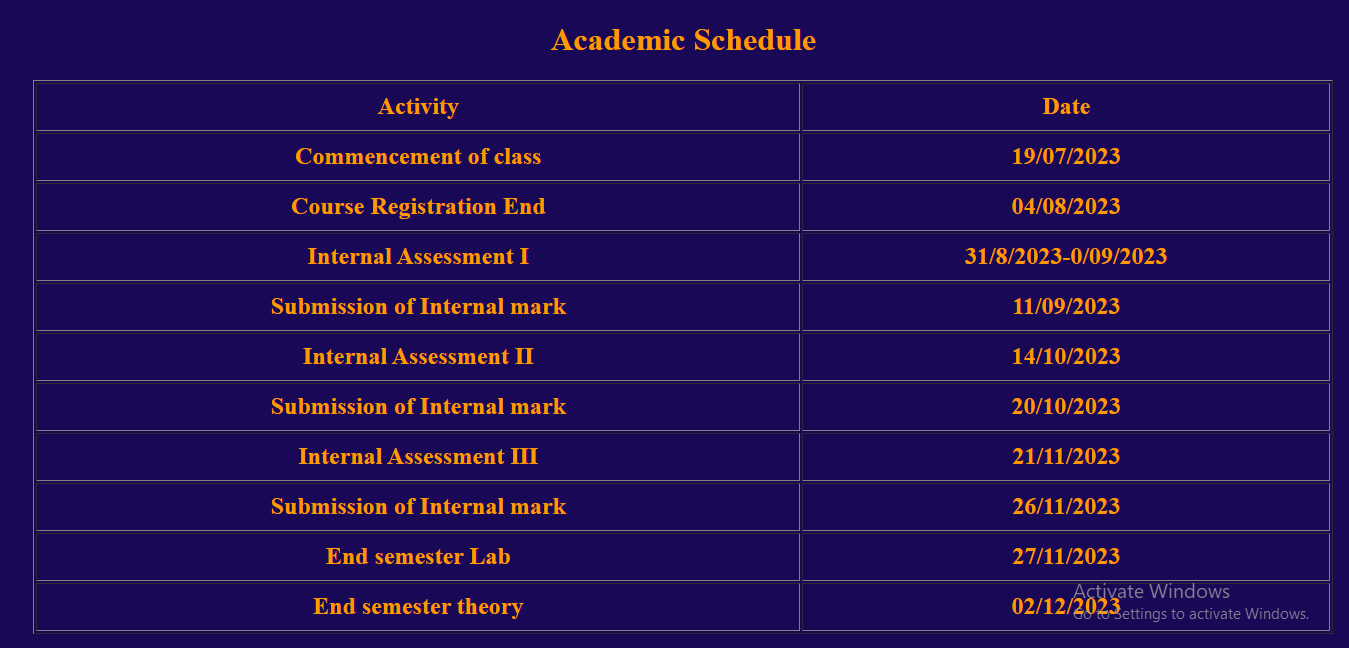 Academic Schedule
Activity Date
Commencement of class 19/07/2023
Course Registration End 04/08/2023
Internal Assessment I 31/8/2023-0/09/2023
Submission of Internal mark 11/09/2023
Internal Assessment II 14/10/2023
Submission of Internal mark 20/10/2023
Internal Assessment III 21/11/2023
Submission of Internal mark 26/11/2023
End semester Lab 27/11/2023
Activate Windows
End semester theory 02/12/2023
Go to Settings to activate Windows.